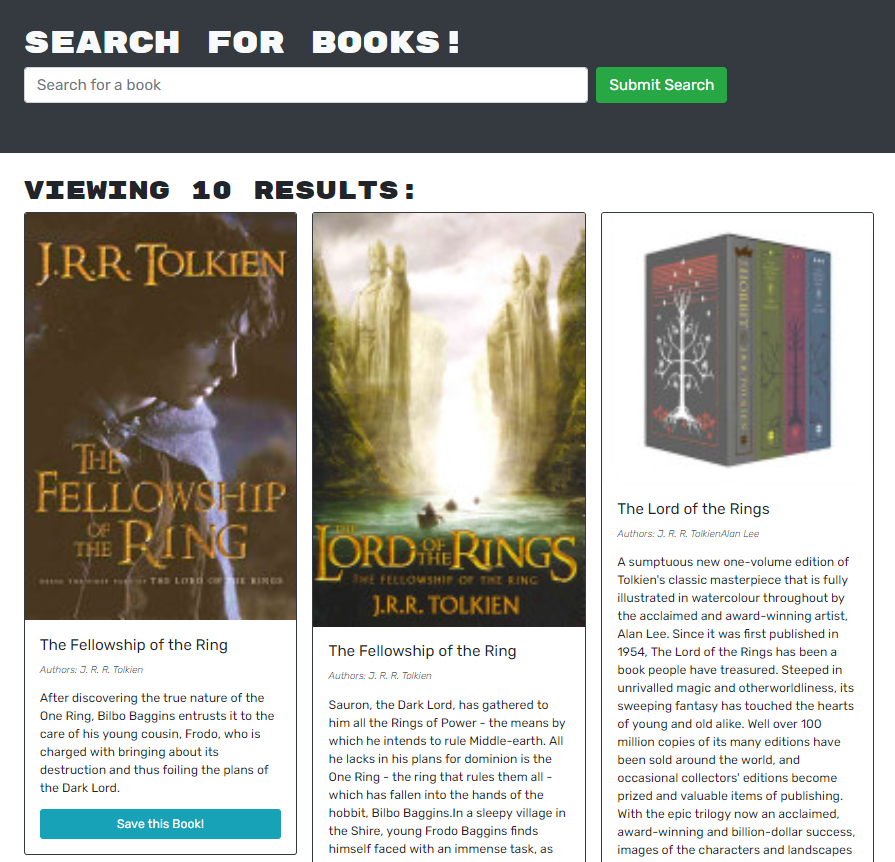 SEARCH FOR BOOKS!
Search for a book
Submit Search
VIEWING 10 RESULTS:
J.R.R. TOLKIEN
THE
FELLOWSHIP
OF
THE RING
BEING THE FIRST PART OF THE LORD OF THE RINGS
The Fellowship of the Ring
Authors: J. R. R. Tolkien
After discovering the true nature of the
One Ring, Bilbo Baggins entrusts it to the
care of his young cousin, Frodo, who is
charged with bringing about its
destruction and thus foiling the plans of
the Dark Lord.
Save this Book!
THE
LORD OF THE RINGS
THE FELLOWSHIP OF THE RING
J.R.R. TOLKIEN
The Fellowship of the Ring
Authors: J. R. R. Tolkien
Sauron, the Dark Lord, has gathered to
him all the Rings of Power - the means by
which he intends to rule Middle-earth. All
he lacks in his plans for dominion is the
One Ring - the ring that rules them all -
which has fallen into the hands of the
hobbit, Bilbo Baggins.In a sleepy village in
the Shire, young Frodo Baggins finds
himself faced with an immense task, as
HOBBIT
J.R.R. TOLKIEN
The Lord of the Rings
Authors: J. R. R. TolkienAlan Lee
A sumptuous new one-volume edition of
Tolkien's classic masterpiece that is fully
illustrated in watercolour throughout by
the acclaimed and award-winning artist,
Alan Lee. Since it was first published in
1954, The Lord of the Rings has been a
book people have treasured. Steeped in
unrivalled magic and otherworldliness, its
sweeping fantasy has touched the hearts
of young and old alike. Well over 100
million copies of its many editions have
been sold around the world, and
occasional collectors' editions become
prized and valuable items of publishing.
With the epic trilogy now an acclaimed,
award-winning and billion-dollar success,
images of the characters and landscapes